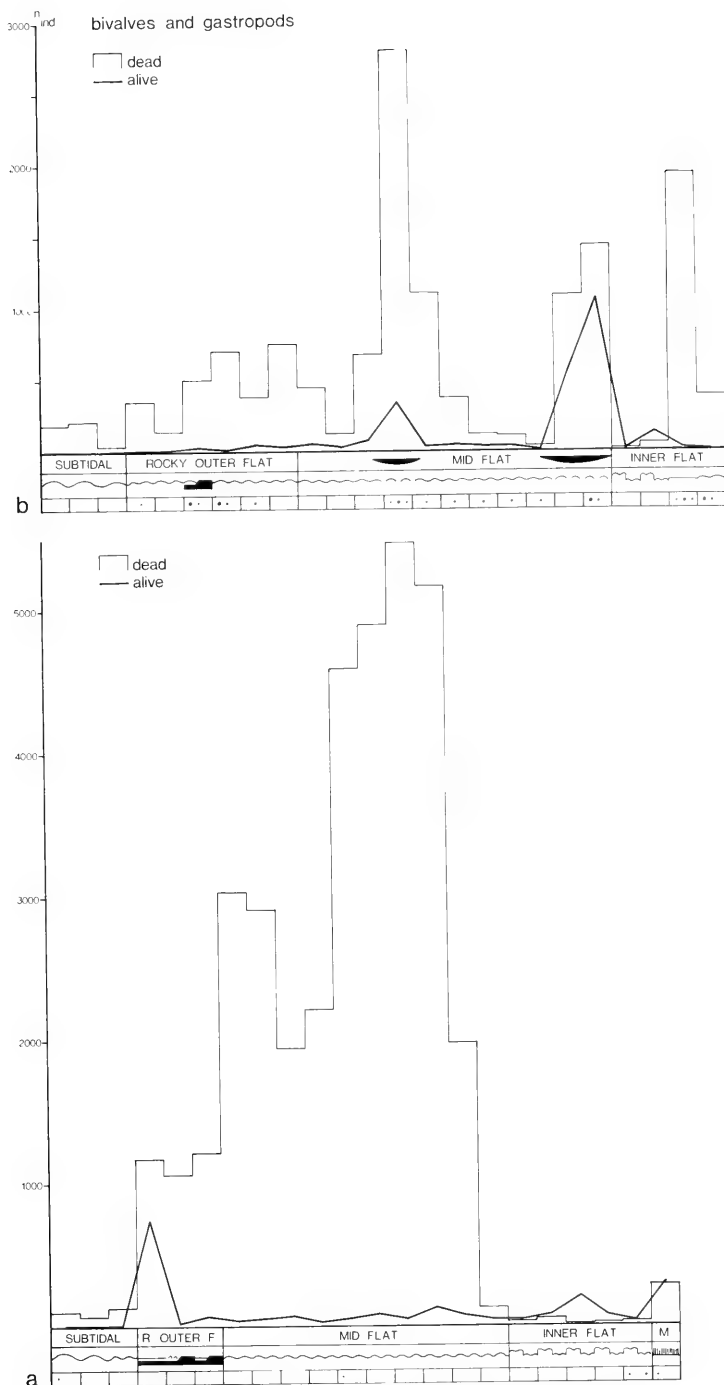 n ind
bivalves and gastropods
3000
dead
alive
2000
SUBTIDAL ROCKY OUTER FLAT MID FLAT INNER FLAT
b
dead
alive
5000
4000
3000
2000
1000
SUBTIDAL R OUTER F MID FLAT INNER FLAT M
a